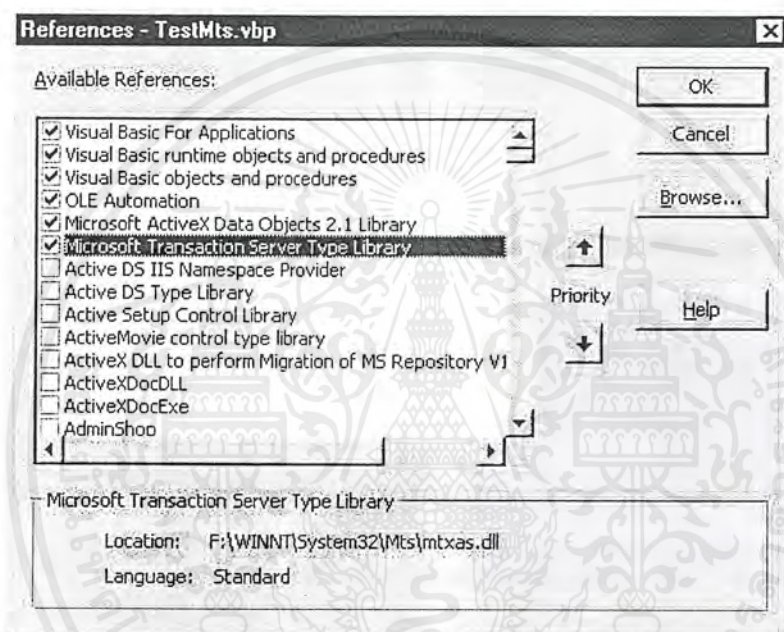 References - TestMts.vbp
Available References:
OK
Visual Basic For Applications
Cancel
Visual Basic runtime objects and procedures
Visual Basic objects and procedures
OLE Automation
Browse...
Microsoft ActiveX Data Objects 2.1 Library
Microsoft Transaction Server Type Library
Active DS IIS Namespace Provider
Active DS Type Library
Priority
Help
Active Setup Control Library
ActiveMovie control type library
ActiveX DLL to perform Migration of MS Repository V1
ActiveXDocDLL
ActiveXDocExe
AdminShop
Microsoft Transaction Server Type Library
Location: F:\WINNT\System32\Mts\mtxas.dll
Language: Standard